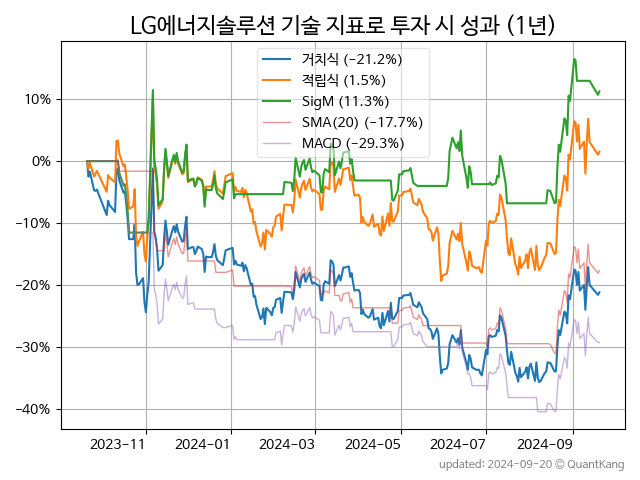 LG에너지솔루션 기술 지표로 투자 시 성과 (1년)
거치식 (−21.2%)
적립식 (1.5%)
SigM (11.3%)
SMA(20) (−17.7%)
MACD (−29.3%)
10%
0%
−10%
−20%
−30%
−40%
2023−11 2024−01 2024−03 2024−05 2024−07 2024−09
updated: 2024−09−20 © QuantKang